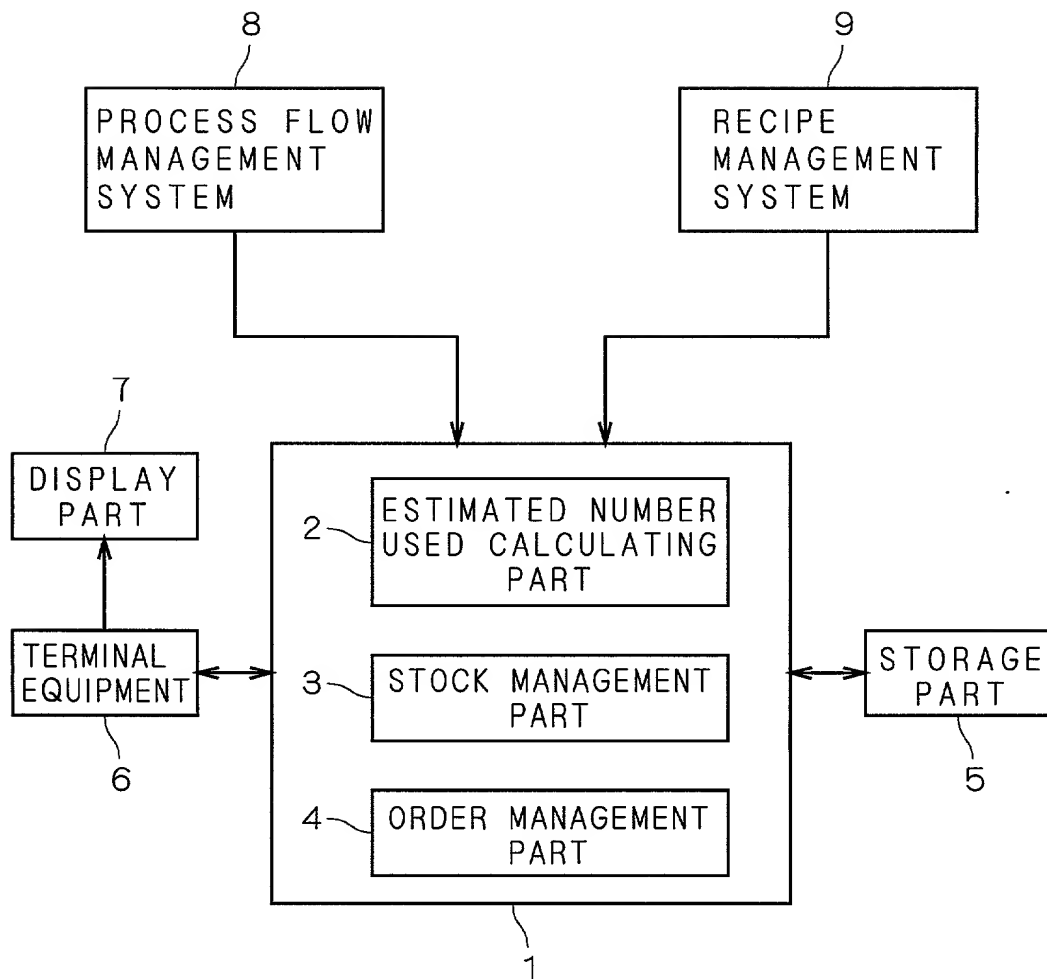 8
9
PROCESS FLOW
MANAGEMENT
SYSTEM
RECIPE
MANAGEMENT
SYSTEM
7
DISPLAY
PART
2
ESTIMATED NUMBER
USED CALCULATING
PART
TERMINAL
EQUIPMENT
6
3
STOCK MANAGEMENT
PART
STORAGE
PART
5
4
ORDER MANAGEMENT
PART
1